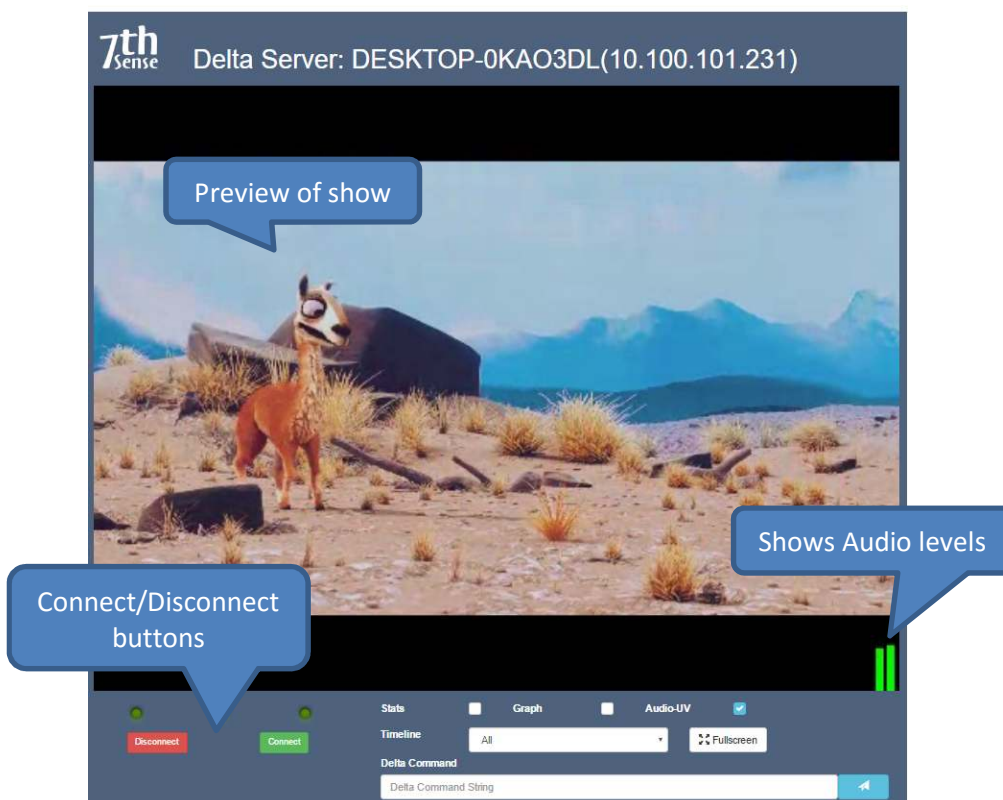 7th
Sense
Delta Server: DESKTOP-0KAO3DL(10.100.101.231)
Preview of show
Shows Audio levels
Connect/Disconnect
buttons
Stats
Graph
Audio-UV
Disconnect
Connect
Timeline
All
Fullscreen
Delta Command
Delta Command String